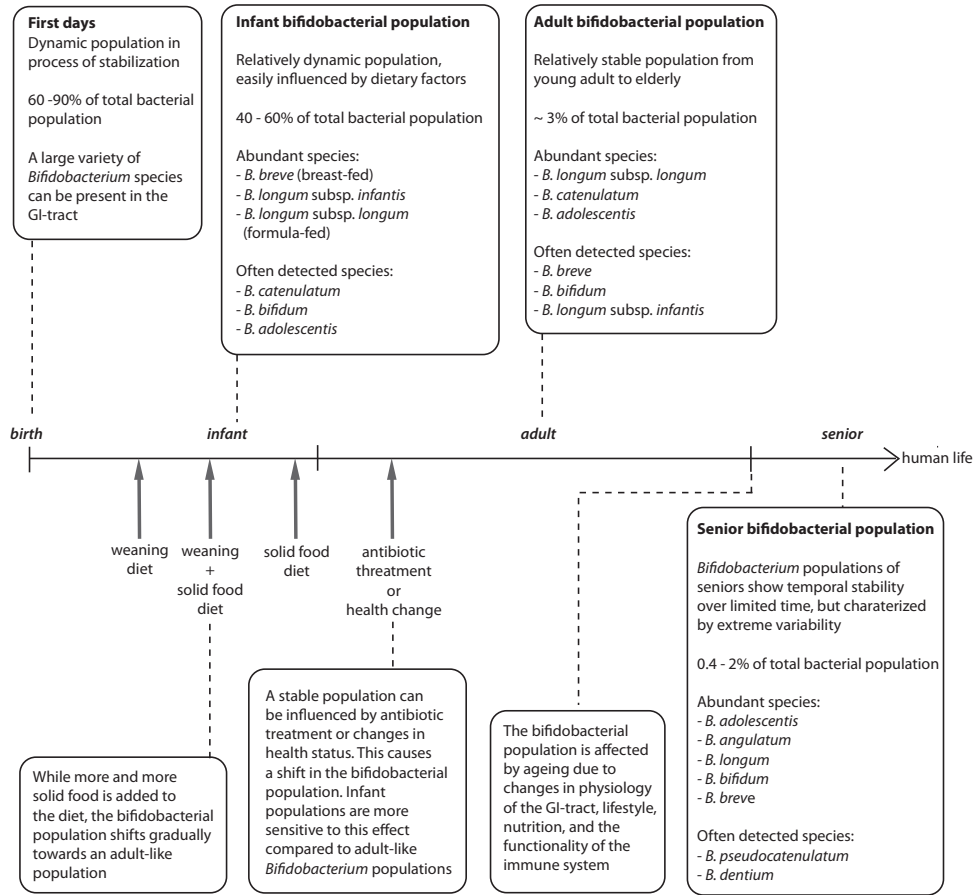 First days
Dynamic population in
process of stabilization
60 -90% of total bacterial
population
A large variety of
Bifidobacterium species
can be present in the
GI-tract
Infant bifidobacterial population
Relatively dynamic population,
easily influenced by dietary factors
40 - 60% of total bacterial population
Abundant species:
- B. breve (breast-fed)
- B. longum subsp. infantis
- B. longum subsp. longum
(formula-fed)
Often detected species:
- B. catenulatum
- B. bifidum
- B. adolescentis
Adult bifidobacterial population
Relatively stable population from
young adult to elderly
~ 3% of total bacterial population
Abundant species:
- B. longum subsp. longum
- B. catenulatum
- B. adolescentis
Often detected species:
- B. breve
- B. bifidum
- B. longum subsp. infantis
birth
infant
adult
senior
human life
weaning
diet
weaning
+
solid food
diet
solid food
diet
antibiotic
threatment
or
health change
While more and more
solid food is added to
the diet, the bifidobacterial
population shifts gradually
towards an adult-like
population
A stable population can
be influenced by antibiotic
treatment or changes in
health status. This causes
a shift in the bifidobacterial
population. Infant
populations are more
sensitive to this effect
compared to adult-like
Bifidobacterium populations
The bifidobacterial
population is affected
by ageing due to
changes in physiology
of the GI-tract, lifestyle,
nutrition, and the
functionality of the
immune system
Senior bifidobacterial population
Bifidobacterium populations of
seniors show temporal stability
over limited time, but charaterized
by extreme variability
0.4 - 2% of total bacterial population
Abundant species:
- B. adolescentis
- B. angulatum
- B. longum
- B. bifidum
- B. breve
Often detected species:
- B. pseudocatenulatum
- B. dentium